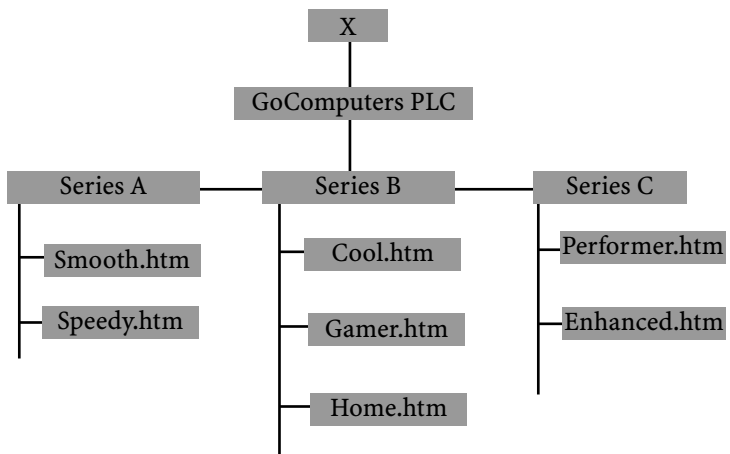 X
GoComputers PLC
Series A
Series B
Series C
Smooth.htm
Speedy.htm
Cool.htm
Gamer.htm
Home.htm
Performer.htm
Enhanced.htm